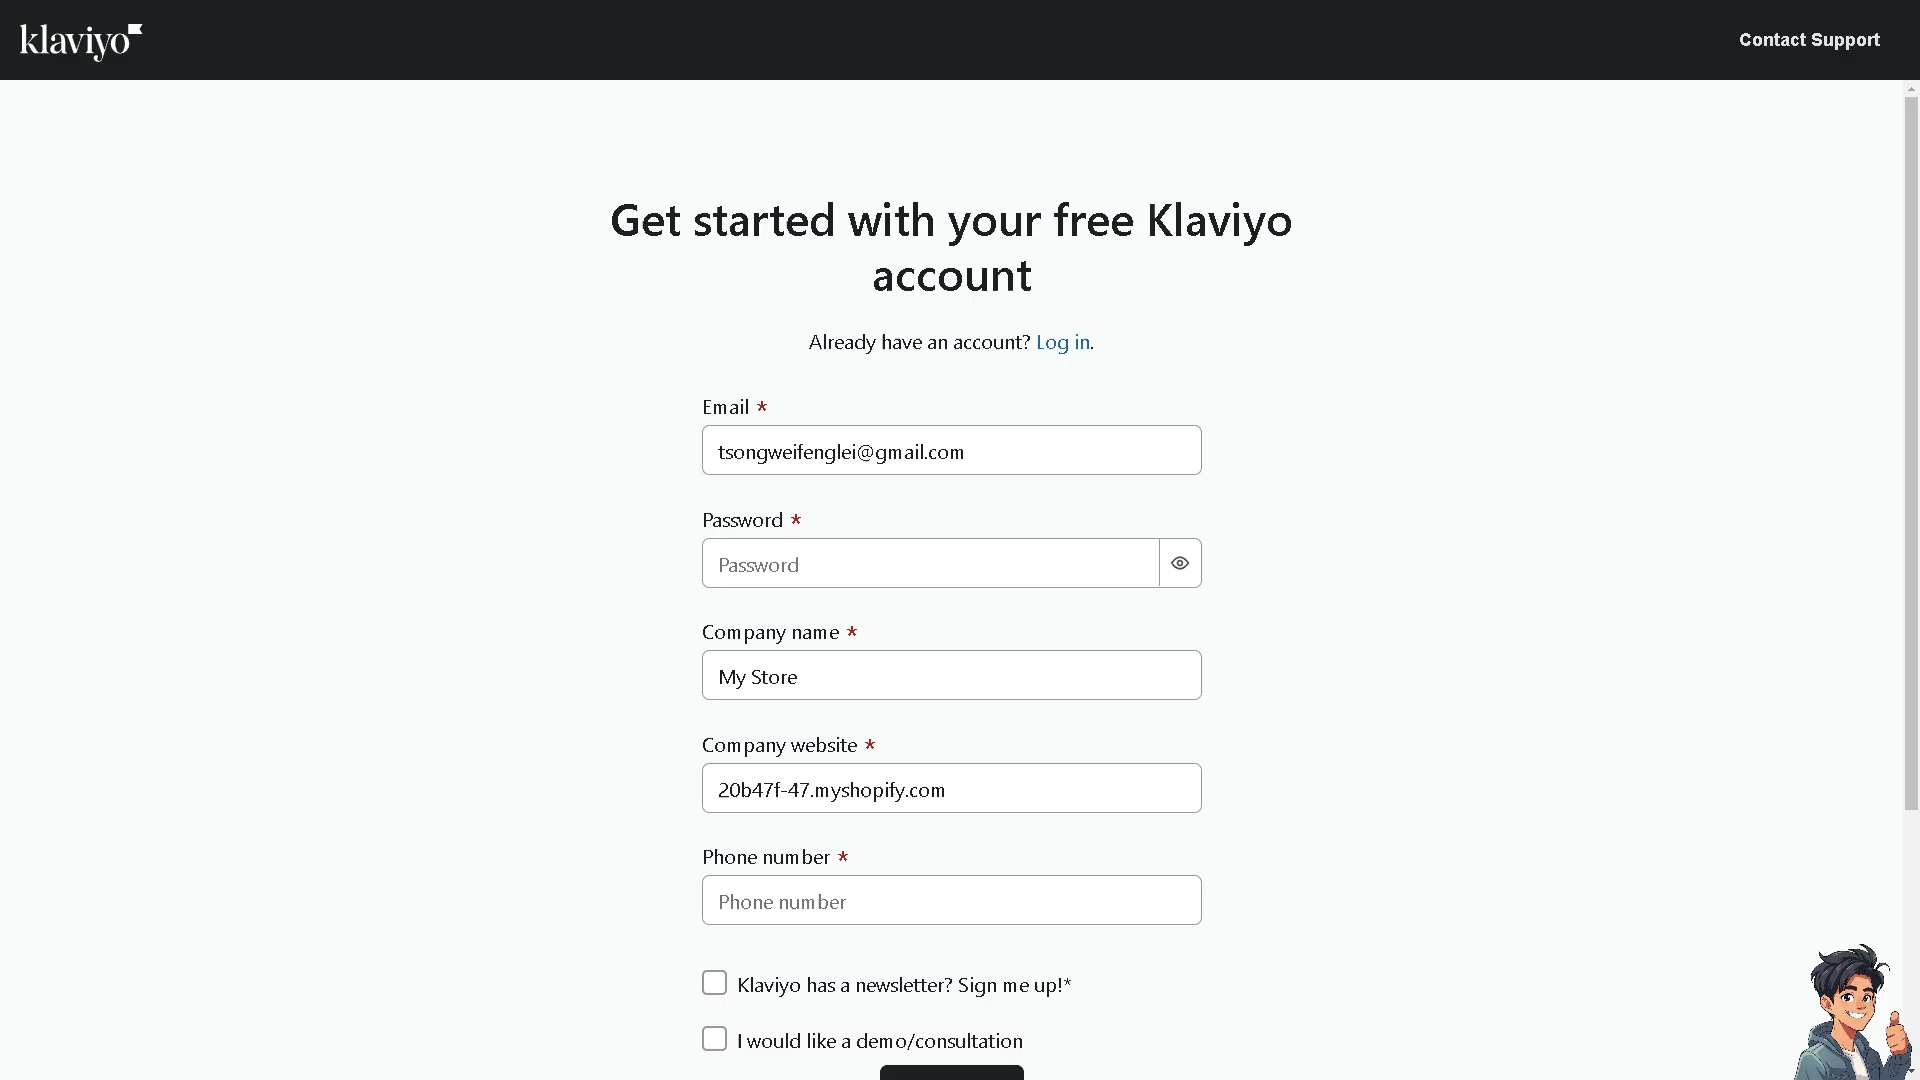 klaviyo
Contact Support
Get started with your free Klaviyo
account
Already have an account? Log in.
Email *
tsongweifenglei@gmail.com
Password *
Password
Company name *
My Store
Company website *
20b47f-47.myshopify.com
Phone number *
Phone number
Klaviyo has a newsletter? Sign me up!*
I would like a demo/consultation